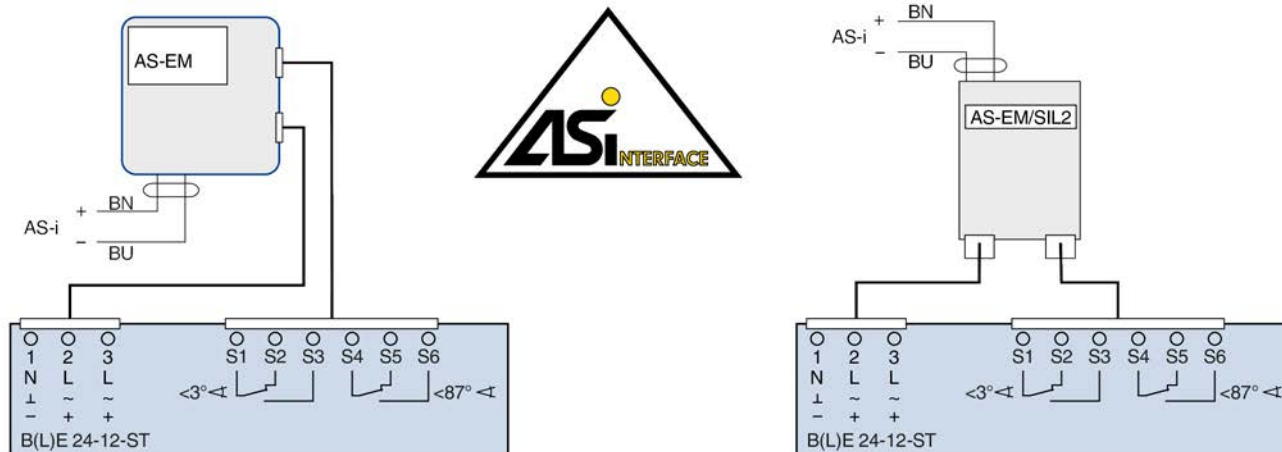 AS-EM
BN
AS-i
+
−
BU
1 2 3
N L L
⊥ ~ ~
− + +
S1 S2 S3 S4 S5 S6
<3° ∢
<87° ∢
B(L)E 24-12-ST
ASi NTERFACE
BN
AS-i
+
−
BU
AS-EM/SIL2
1 2 3
N L L
⊥ ~ ~
− + +
S1 S2 S3 S4 S5 S6
<3° ∢
<87° ∢
B(L)E 24-12-ST